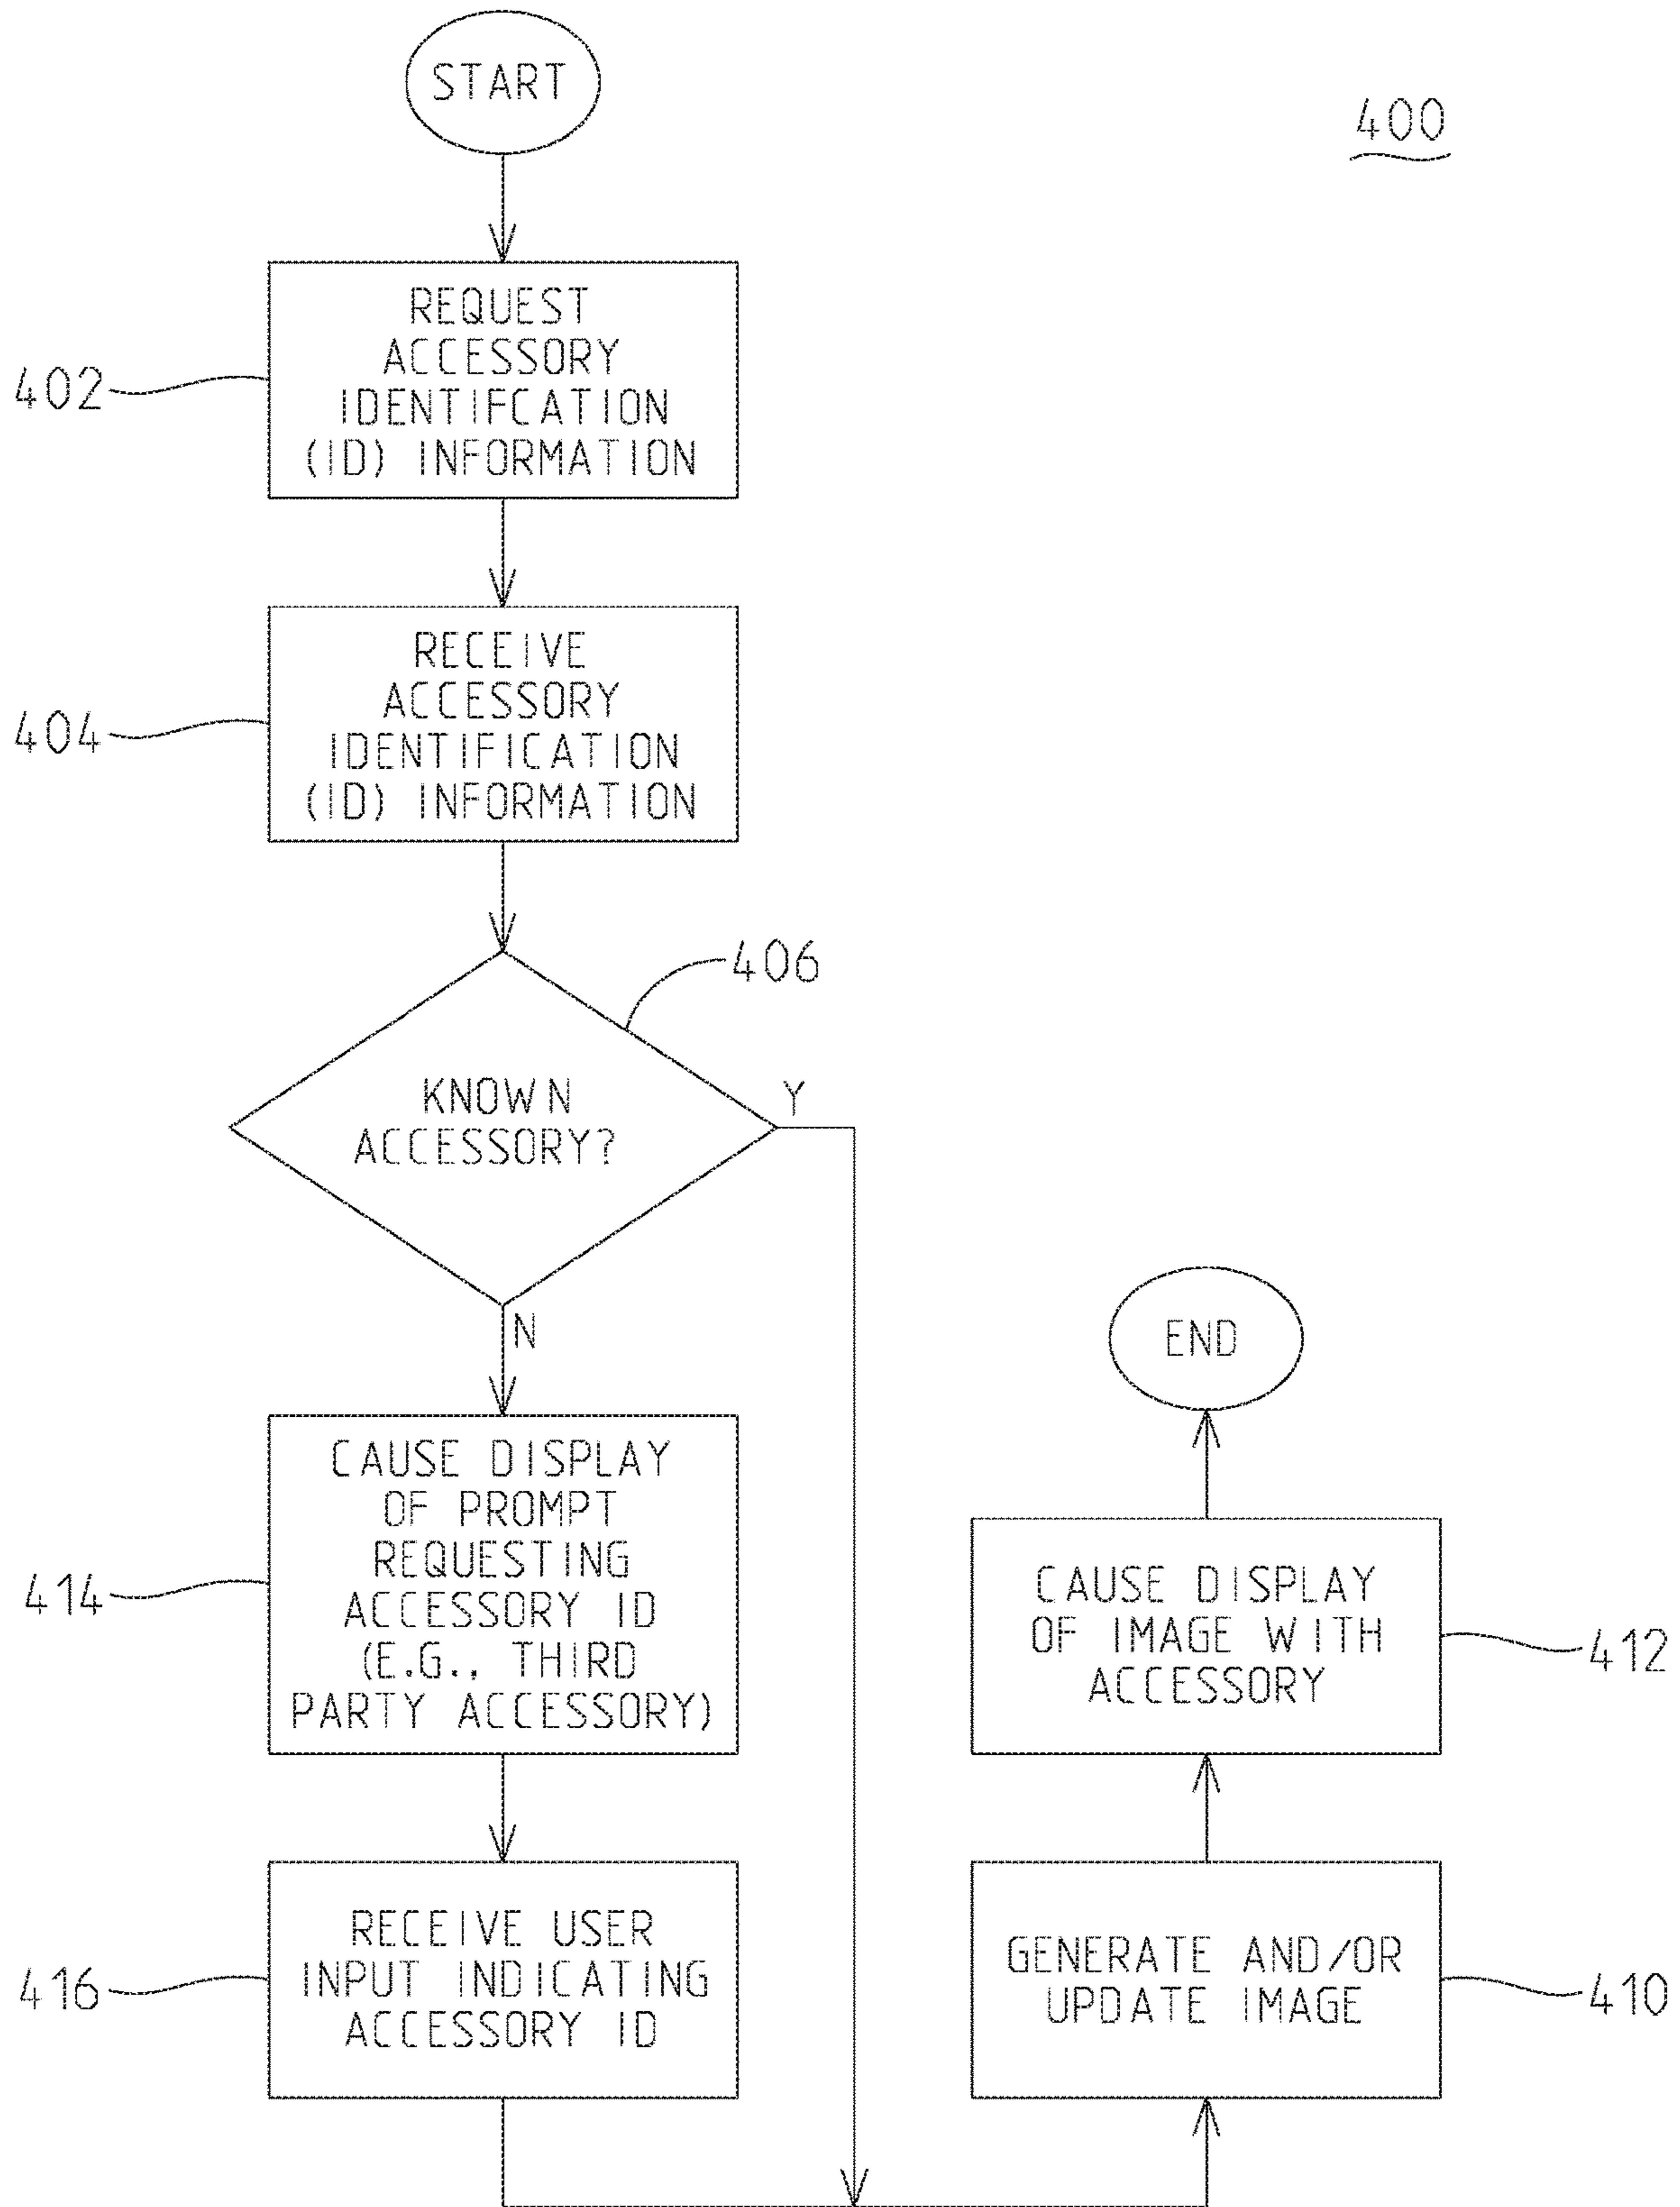 START
400
REQUEST
ACCESSORY
IDENTIFCATION
(ID) INFORMATION
402
RECEIVE
ACCESSORY
IDENTIFICATION
(ID) INFORMATION
404
406
KNOWN
ACCESSORY?
Y
N
CAUSE DISPLAY
OF PROMPT
REQUESTING
ACCESSORY ID
(E.G., THIRD
PARTY ACCESSORY)
414
RECEIVE USER
INPUT INDICATING
ACCESSORY ID
416
GENERATE AND/OR
UPDATE IMAGE
410
CAUSE DISPLAY
OF IMAGE WITH
ACCESSORY
412
END